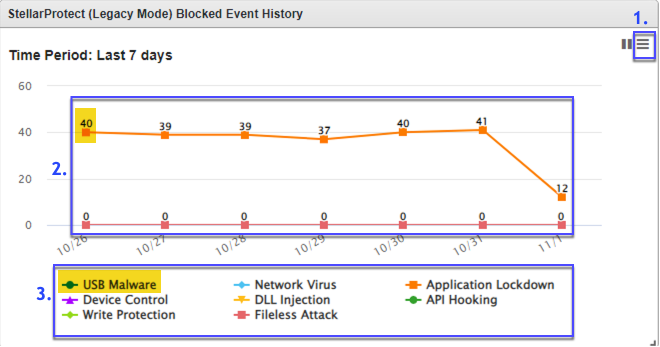 StellarProtect (Legacy Mode) Blocked Event History
1.
Time Period: Last 7 days
60
40
20
0
40 39 39 37 40 41 12
2.
0 0 0 0 0 0 0
10/26 10/27 10/28 10/29 10/30 10/31 11/1
3.
USB Malware Network Virus Application Lockdown
Device Control DLL Injection API Hooking
Write Protection Fileless Attack